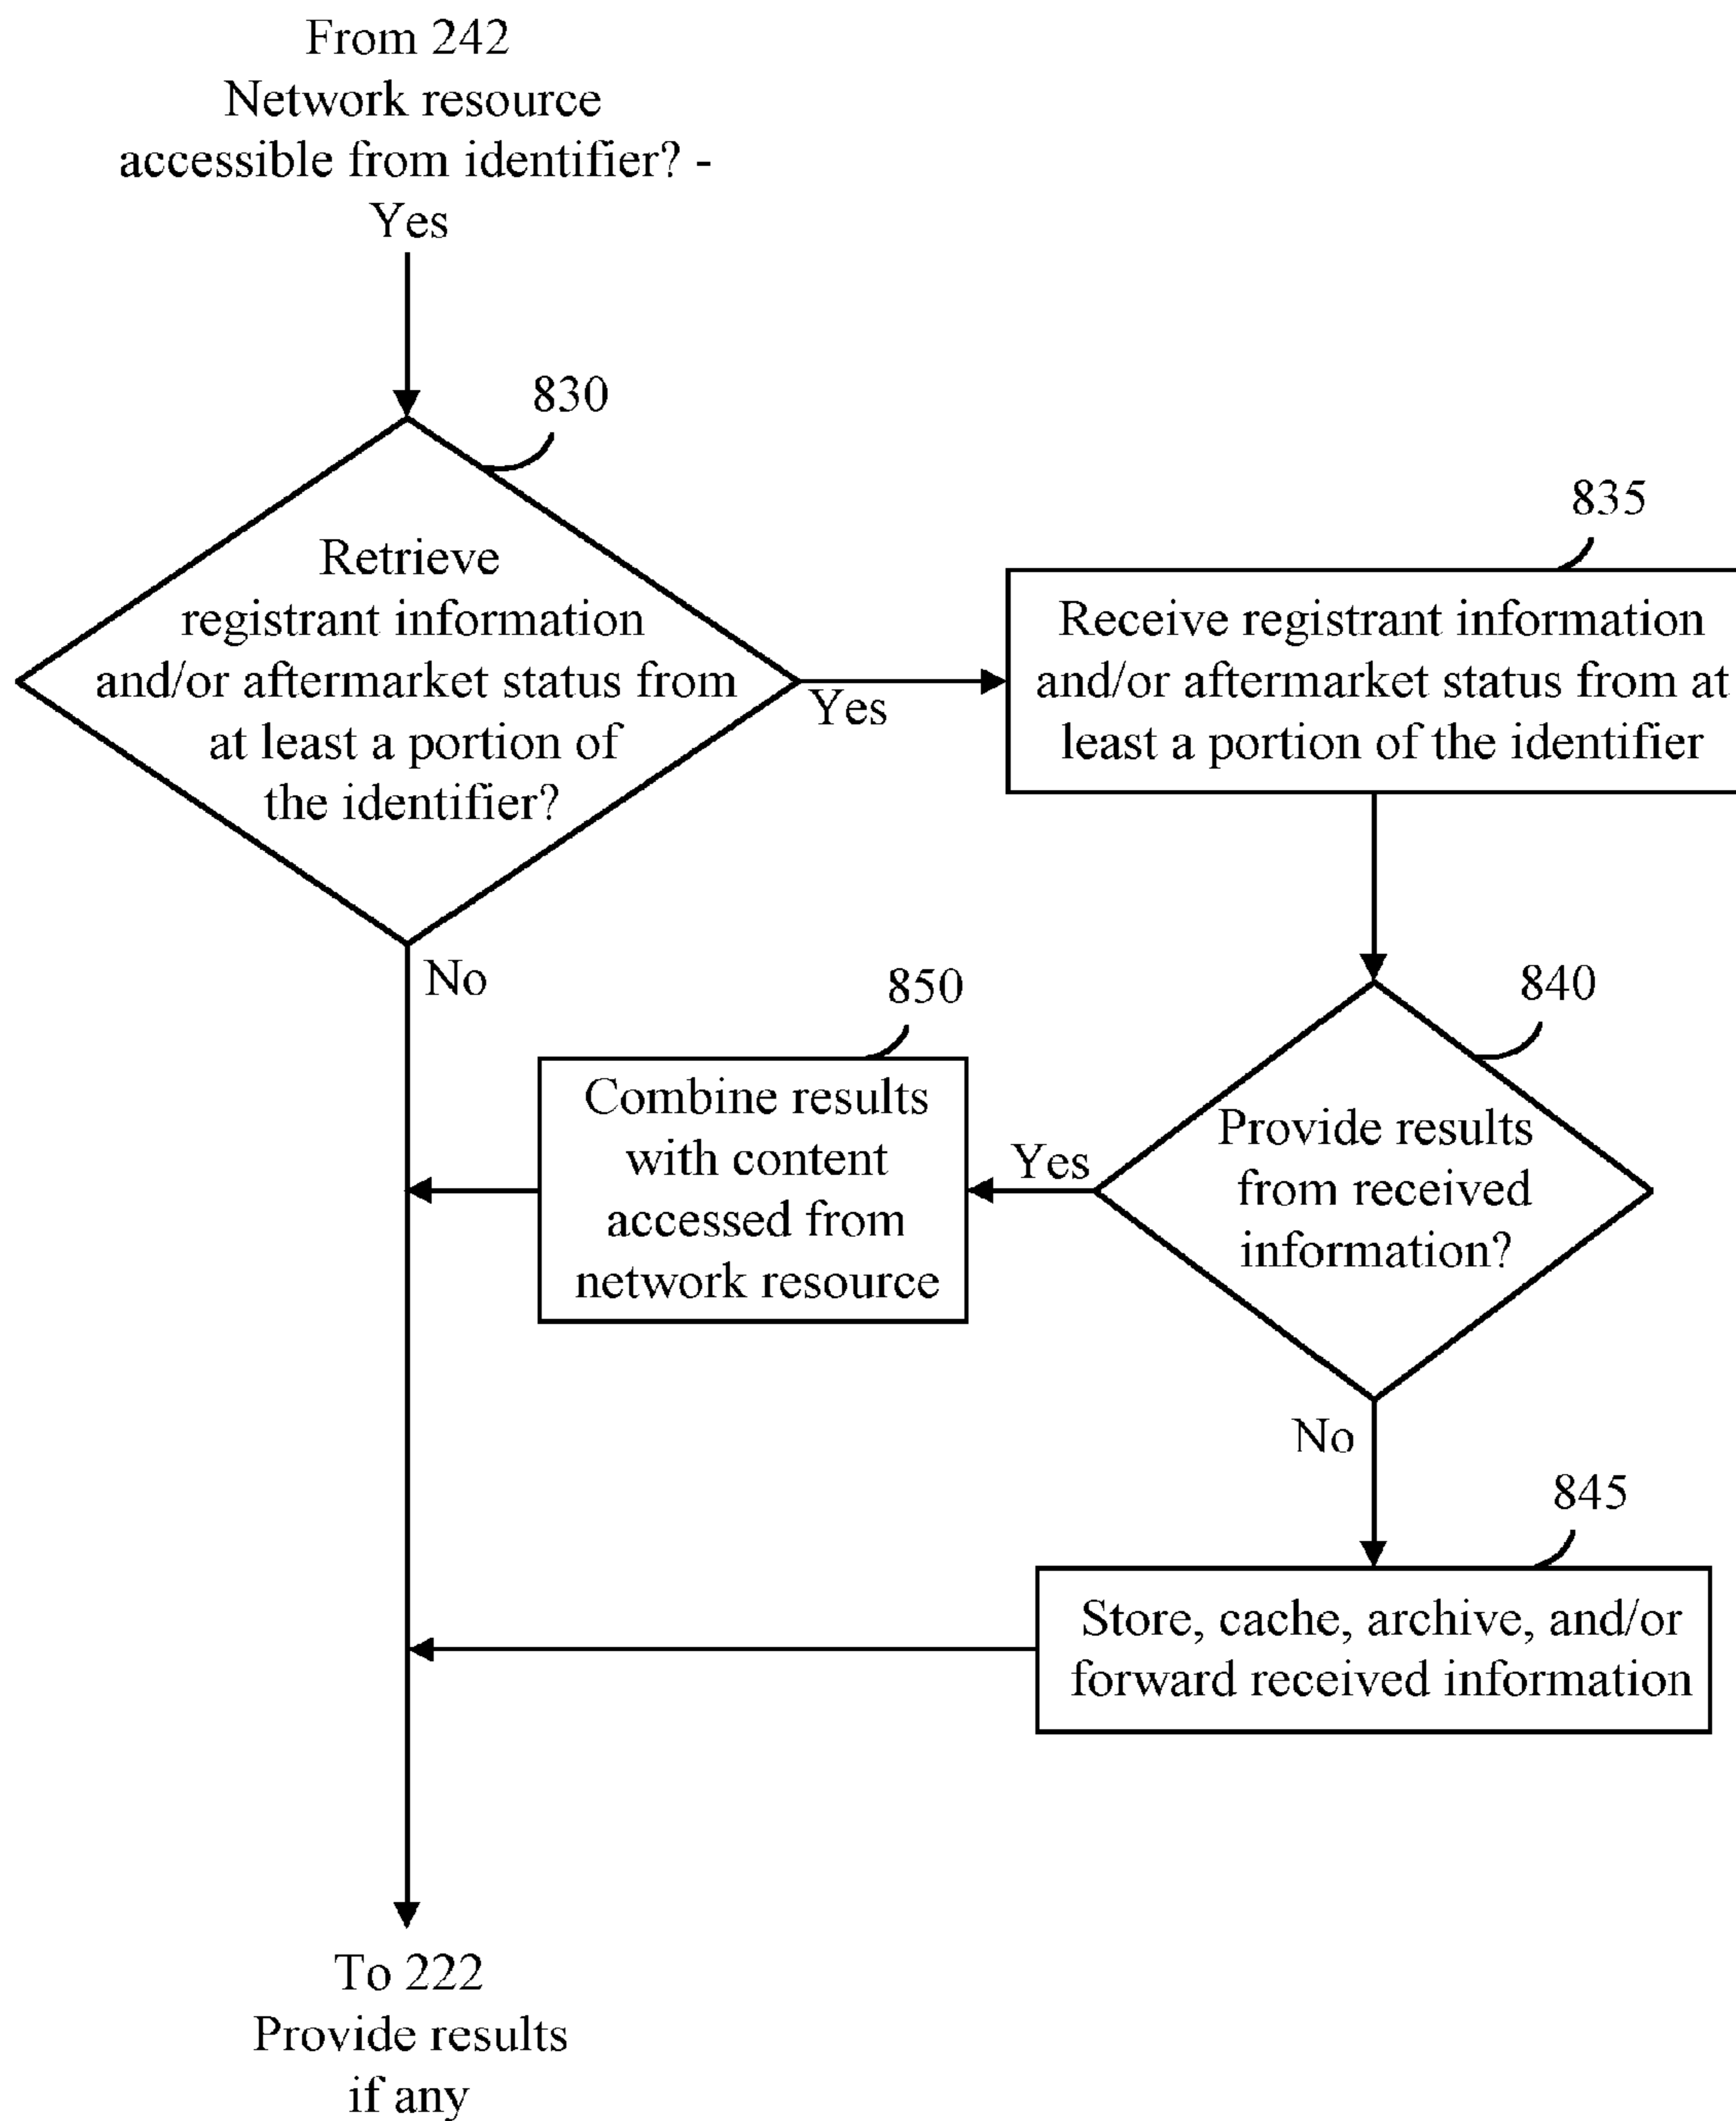 From 242
Network resource
accessible from identifier? -
Yes
830
Retrieve
registrant information
and/or aftermarket status from
at least a portion of
the identifier?
Yes
835
Receive registrant information
and/or aftermarket status from at
least a portion of the identifier
No
850
Combine results
with content
accessed from
network resource
Yes
840
Provide results
from received
information?
No
845
Store, cache, archive, and/or
forward received information
To 222
Provide results
if any